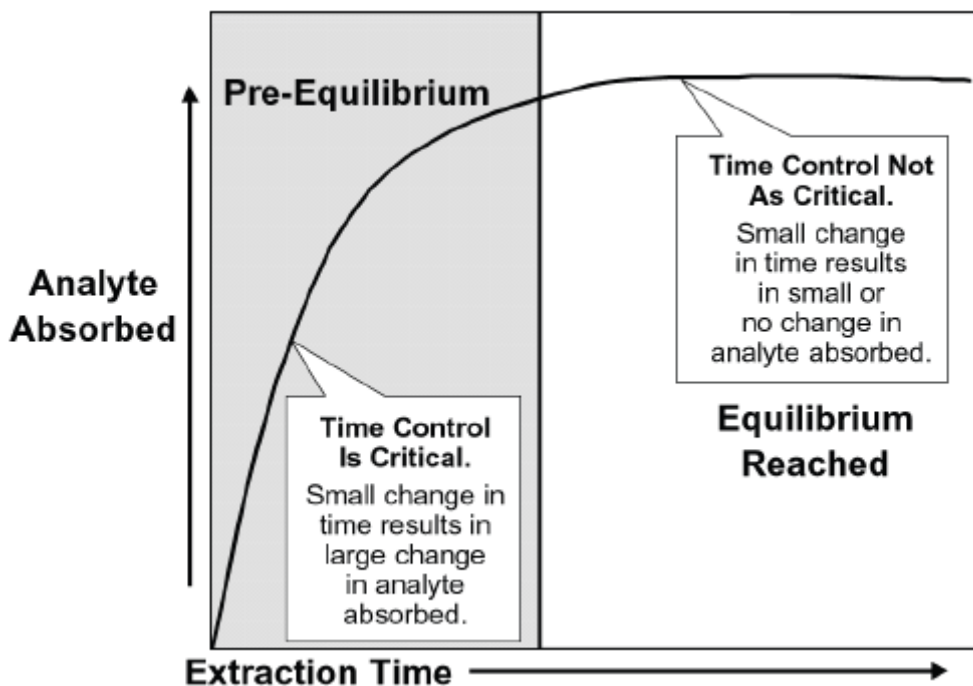 Pre-Equilibrium
Analyte
Absorbed
Time Control Not
As Critical.
Small change
in time results
in small or
no change in
analyte absorbed.
Time Control
Is Critical.
Small change in
time results in
large change
in analyte
absorbed.
Equilibrium
Reached
Extraction Time